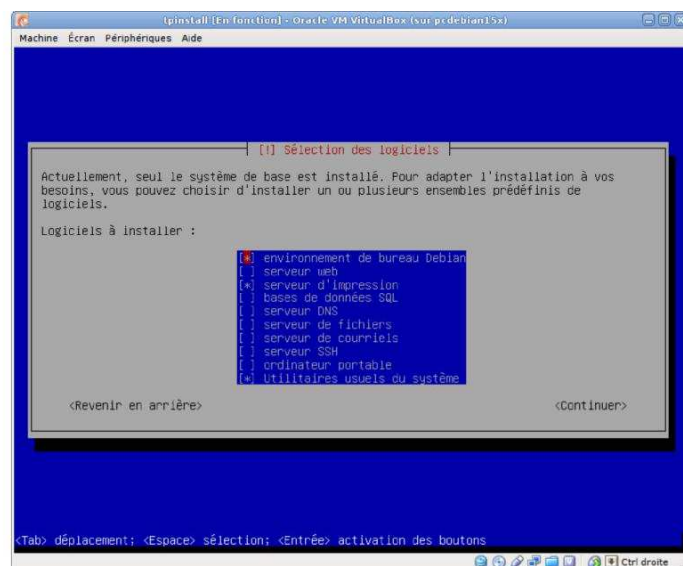 tpinstall [En fonction] - Oracle VM VirtualBox (sur pcdebian15x)
Machine Écran Périphériques Aide
[!] Sélection des logiciels
Actuellement, seul le système de base est installé. Pour adapter l'installation à vos
besoins, vous pouvez choisir d'installer un ou plusieurs ensembles prédéfinis de
logiciels.
Logiciels à installer :
[*] environnement de bureau Debian
[ ] serveur web
[*] serveur d'impression
[ ] bases de données SQL
[ ] serveur DNS
[ ] serveur de fichiers
[ ] serveur de courriels
[ ] serveur SSH
[ ] ordinateur portable
[*] Utilitaires usuels du système
<Revenir en arrière> <Continuer>
<Tab> déplacement; <Espace> sélection; <Entrée> activation des boutons
Ctrl droite